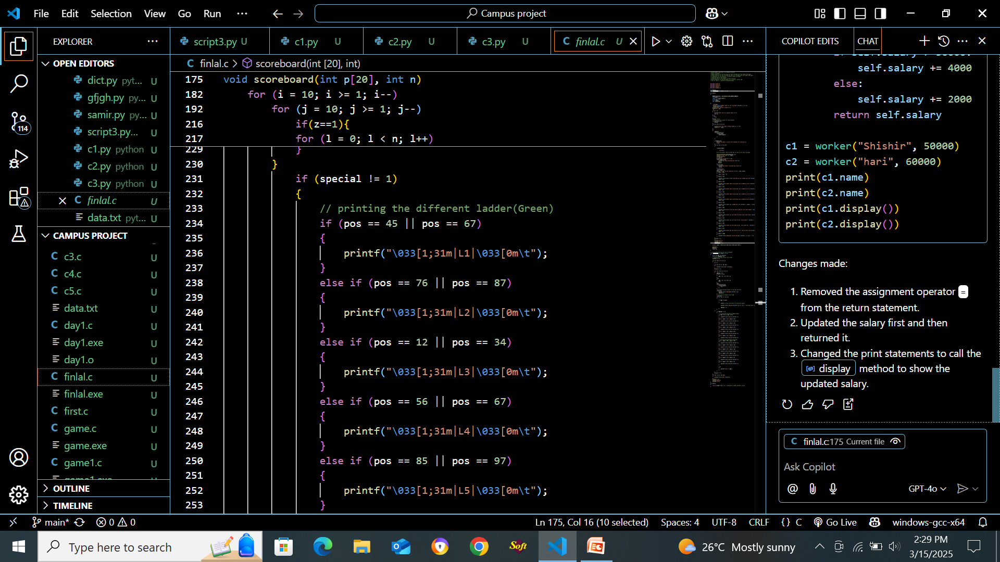 File Edit Selection View Go Run ···
Campus project
EXPLORER ···
OPEN EDITORS
dict.py pyt... U
gfjgh.py py... U
samir.py py... U
script3.py... U
c1.py python U
c2.py python U
c3.py python U
C finlal.c U
data.txt pyt... U
CAMPUS PROJECT
C c3.c U
C c4.c U
C c5.c U
data.txt U
C day1.c U
day1.exe U
day1.o U
C finlal.c U
finlal.exe U
C first.c U
C game.c U
game.exe U
C game1.c U
game1.exe
OUTLINE
TIMELINE
114
script3.py U c1.py U c2.py U c3.py U C finlal.c U
C finlal.c > scoreboard(int [20], int)
175 void scoreboard(int p[20], int n)
182 for (i = 10; i >= 1; i--)
192 for (j = 10; j >= 1; j--)
216 if(z==1){
217 for (l = 0; l < n; l++)
229 }
230 }
231 if (special != 1)
232 {
233 // printing the different ladder(Green)
234 if (pos == 45 || pos == 67)
235 {
236 printf("\033[1;31m|L1|\033[0m\t");
237 }
238 else if (pos == 76 || pos == 87)
239 {
240 printf("\033[1;31m|L2|\033[0m\t");
241 }
242 else if (pos == 12 || pos == 34)
243 {
244 printf("\033[1;31m|L3|\033[0m\t");
245 }
246 else if (pos == 56 || pos == 67)
247 {
248 printf("\033[1;31m|L4|\033[0m\t");
249 }
250 else if (pos == 85 || pos == 97)
251 {
252 printf("\033[1;31m|L5|\033[0m\t");
253 }
COPILOT EDITS CHAT
self.salary += 4000
else:
self.salary += 2000
return self.salary
c1 = worker("Shishir", 50000)
c2 = worker("hari", 60000)
print(c1.name)
print(c2.name)
print(c1.display())
print(c2.display())
Changes made:
1. Removed the assignment operator =
from the return statement.
2. Updated the salary first and then
returned it.
3. Changed the print statements to call the
display method to show the
updated salary.
C finlal.c:175 Current file
Ask Copilot
GPT-4o
main* 0 0
Ln 175, Col 16 (10 selected) Spaces: 4 UTF-8 CRLF {} C Go Live windows-gcc-x64
Type here to search
Soft
26°C Mostly sunny
2:29 PM
3/15/2025